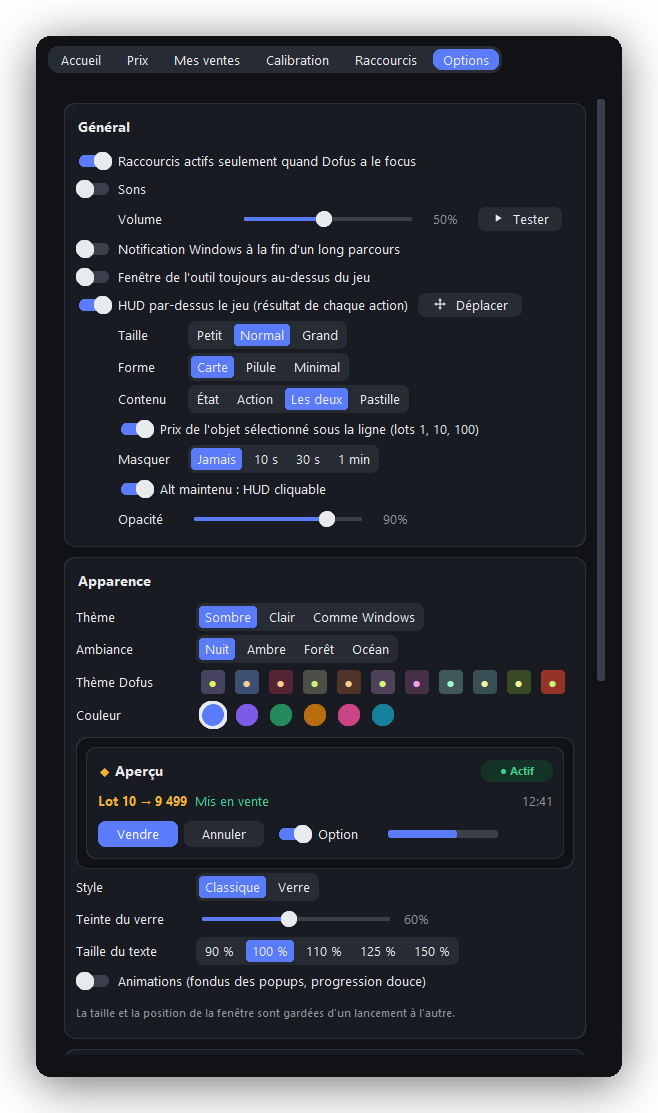 Accueil Prix Mes ventes Calibration Raccourcis Options
Général
Raccourcis actifs seulement quand Dofus a le focus
Sons
Volume 50% Tester
Notification Windows à la fin d'un long parcours
Fenêtre de l'outil toujours au-dessus du jeu
HUD par-dessus le jeu (résultat de chaque action) Déplacer
Taille Petit Normal Grand
Forme Carte Pilule Minimal
Contenu État Action Les deux Pastille
Prix de l'objet sélectionné sous la ligne (lots 1, 10, 100)
Masquer Jamais 10 s 30 s 1 min
Alt maintenu : HUD cliquable
Opacité 90%
Apparence
Thème Sombre Clair Comme Windows
Ambiance Nuit Ambre Forêt Océan
Thème Dofus
Couleur
Aperçu Actif
Lot 10 → 9 499 Mis en vente 12:41
Vendre Annuler Option
Style Classique Verre
Teinte du verre 60%
Taille du texte 90 % 100 % 110 % 125 % 150 %
Animations (fondus des popups, progression douce)
La taille et la position de la fenêtre sont gardées d'un lancement à l'autre.